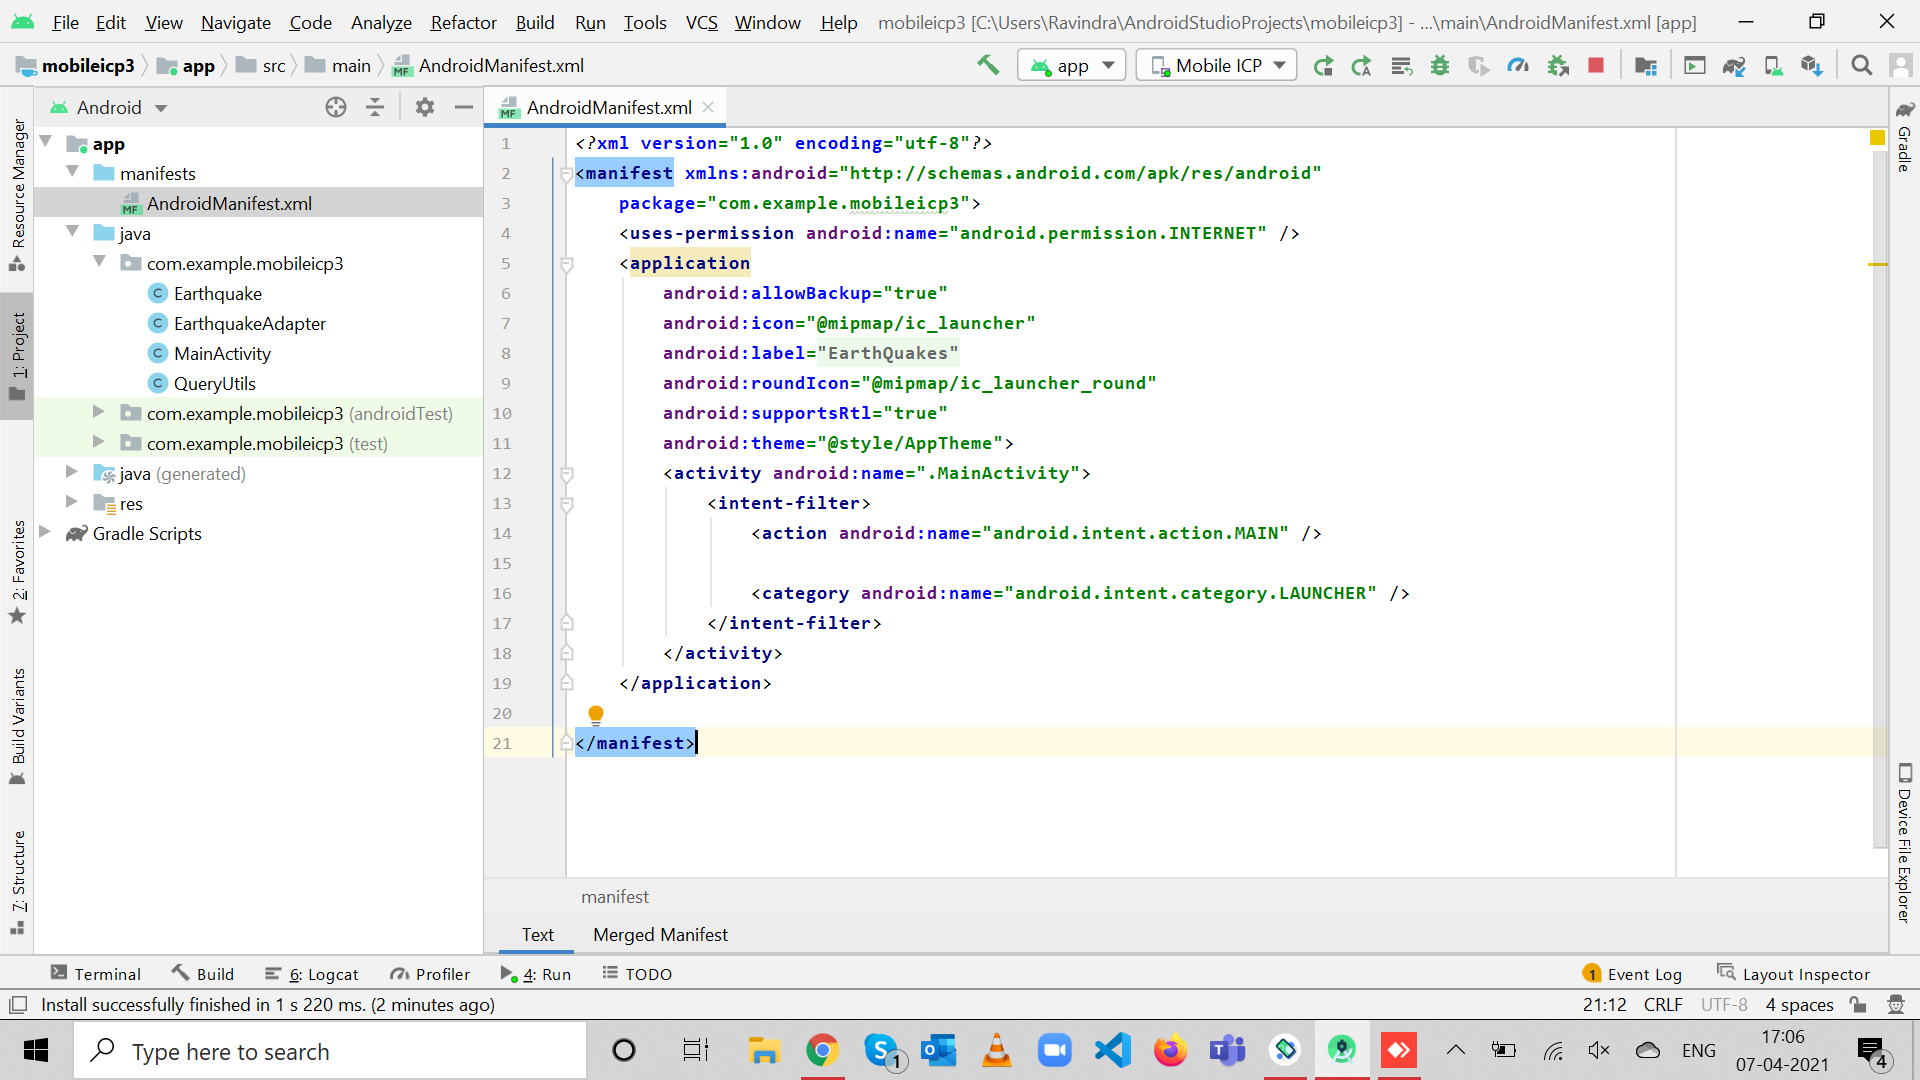 File Edit View Navigate Code Analyze Refactor Build Run Tools VCS Window Help mobileicp3 [C:\Users\Ravindra\AndroidStudioProjects\mobileicp3] - ...\main\AndroidManifest.xml [app]
mobileicp3 app src main AndroidManifest.xml app Mobile ICP
Android
AndroidManifest.xml
Resource Manager
1: Project
2: Favorites
Build Variants
7: Structure
app
manifests
AndroidManifest.xml
java
com.example.mobileicp3
Earthquake
EarthquakeAdapter
MainActivity
QueryUtils
com.example.mobileicp3 (androidTest)
com.example.mobileicp3 (test)
java (generated)
res
Gradle Scripts
1 <?xml version="1.0" encoding="utf-8"?>
2 <manifest xmlns:android="http://schemas.android.com/apk/res/android"
3 package="com.example.mobileicp3">
4 <uses-permission android:name="android.permission.INTERNET" />
5 <application
6 android:allowBackup="true"
7 android:icon="@mipmap/ic_launcher"
8 android:label="EarthQuakes"
9 android:roundIcon="@mipmap/ic_launcher_round"
10 android:supportsRtl="true"
11 android:theme="@style/AppTheme">
12 <activity android:name=".MainActivity">
13 <intent-filter>
14 <action android:name="android.intent.action.MAIN" />
15
16 <category android:name="android.intent.category.LAUNCHER" />
17 </intent-filter>
18 </activity>
19 </application>
20
21 </manifest>
Gradle
Device File Explorer
manifest
Text Merged Manifest
Terminal Build 6: Logcat Profiler 4: Run TODO 1 Event Log Layout Inspector
Install successfully finished in 1 s 220 ms. (2 minutes ago) 21:12 CRLF UTF-8 4 spaces
Type here to search 1 ENG 17:06
07-04-2021 4